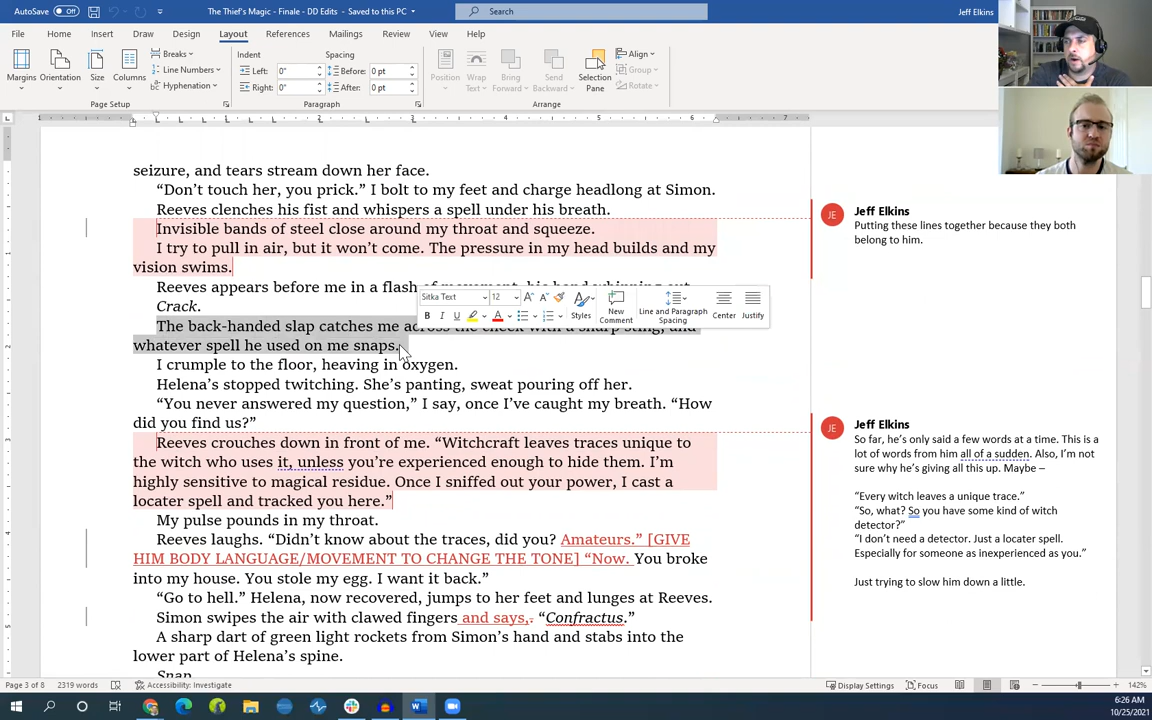 AutoSave Off The Thief's Magic - Finale - DD Edits - Saved to this PC Search Jeff Elkins
File Home Insert Draw Design Layout References Mailings Review View Help
Margins Orientation Size Columns Breaks Line Numbers Hyphenation Indent Left: 0" Right: 0" Spacing Before: 0 pt After: 0 pt Position Wrap Text Bring Forward Send Backward Selection Pane Align Group Rotate
Page Setup Paragraph Arrange
seizure, and tears stream down her face.
“Don’t touch her, you prick.” I bolt to my feet and charge headlong at Simon.
Reeves clenches his fist and whispers a spell under his breath.
Invisible bands of steel close around my throat and squeeze.
I try to pull in air, but it won’t come. The pressure in my head builds and my
vision swims.
Reeves appears before me in a flash
Crack.
Sitka Text 12 Styles New Comment Line and Paragraph Spacing Center Justify
The back-handed slap catches me across the cheek with a sharp sting, and
whatever spell he used on me snaps.
I crumple to the floor, heaving in oxygen.
Helena’s stopped twitching. She’s panting, sweat pouring off her.
“You never answered my question,” I say, once I’ve caught my breath. “How
did you find us?”
Reeves crouches down in front of me. “Witchcraft leaves traces unique to
the witch who uses it, unless you’re experienced enough to hide them. I’m
highly sensitive to magical residue. Once I sniffed out your power, I cast a
locater spell and tracked you here.”
My pulse pounds in my throat.
Reeves laughs. “Didn’t know about the traces, did you? Amateurs.” [GIVE
HIM BODY LANGUAGE/MOVEMENT TO CHANGE THE TONE] “Now. You broke
into my house. You stole my egg. I want it back.”
“Go to hell.” Helena, now recovered, jumps to her feet and lunges at Reeves.
Simon swipes the air with clawed fingers and says, “Confractus.”
A sharp dart of green light rockets from Simon’s hand and stabs into the
lower part of Helena’s spine.
Snap
JE Jeff Elkins
Putting these lines together because they both
belong to him.
JE Jeff Elkins
So far, he’s only said a few words at a time. This is a
lot of words from him all of a sudden. Also, I’m not
sure why he’s giving all this up. Maybe –
“Every witch leaves a unique trace.”
“So, what? So you have some kind of witch
detector?”
“I don’t need a detector. Just a locater spell.
Especially for someone as inexperienced as you.”
Just trying to slow him down a little.
Page 3 of 8 2319 words Accessibility: Investigate Display Settings Focus 142%
6:26 AM
10/25/2021